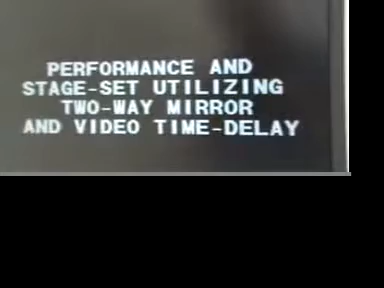 PERFORMANCE AND
STAGE-SET UTILIZING
TWO-WAY MIRROR
AND VIDEO TIME-DELAY